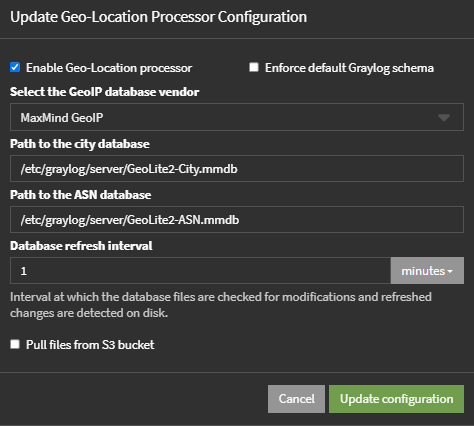 Update Geo-Location Processor Configuration
Enable Geo-Location processor
Enforce default Graylog schema
Select the GeoIP database vendor
MaxMind GeoIP
Path to the city database
/etc/graylog/server/GeoLite2-City.mmdb
Path to the ASN database
/etc/graylog/server/GeoLite2-ASN.mmdb
Database refresh interval
1
minutes
Interval at which the database files are checked for modifications and refreshed
changes are detected on disk.
Pull files from S3 bucket
Cancel
Update configuration